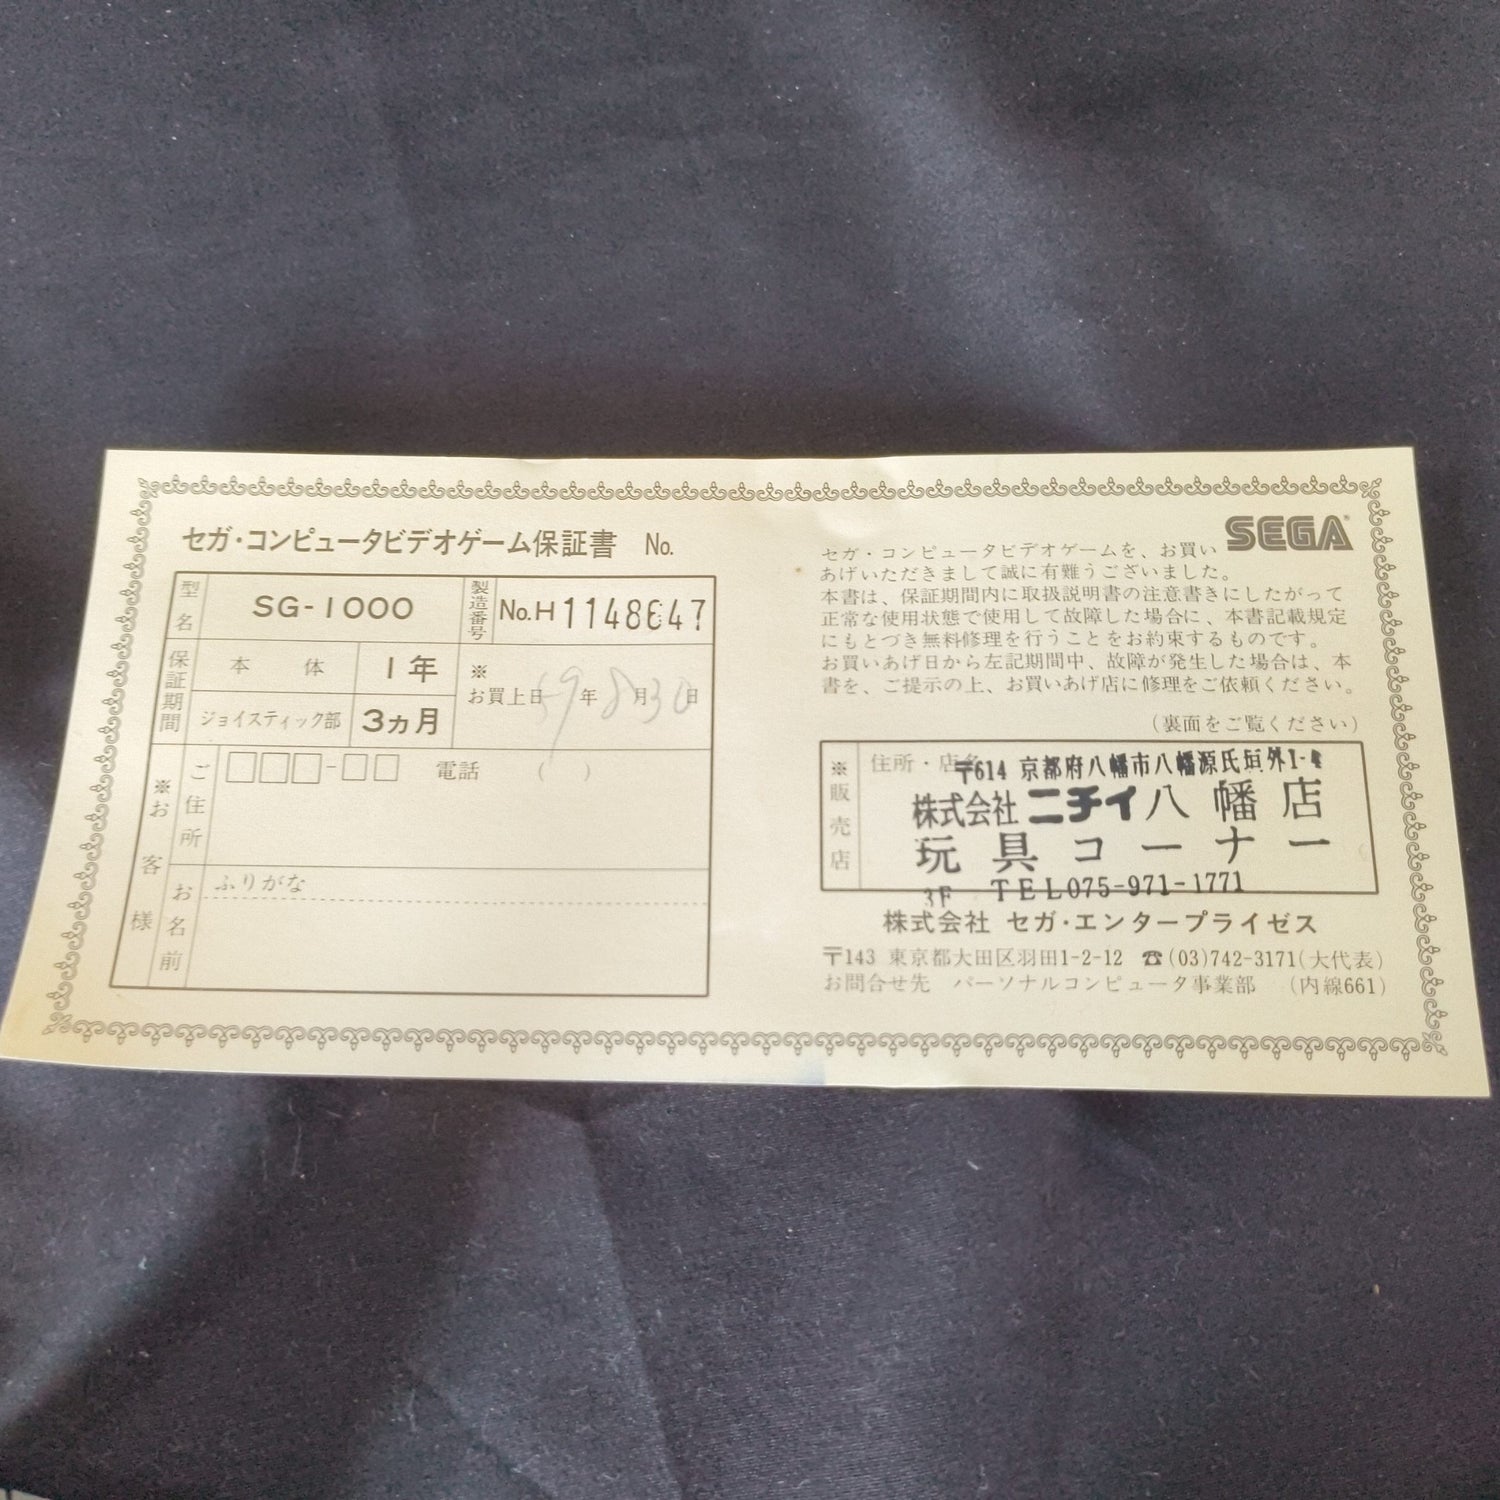 セガ・コンピュータビデオゲーム保証書 No.
型名 SG-1000 製造番号 No.H1148647
保証期間 本体 1年 ※お買上日 59年8月30日
ジョイスティック部 3ヵ月
※お客様 ご住所 □□□-□□ 電話 ( )
お名前 ふりがな
SEGA
セガ・コンピュータビデオゲームを、お買い
あげいただきまして誠に有難うございました。
本書は、保証期間内に取扱説明書の注意書きにしたがって
正常な使用状態で使用して故障した場合に、本書記載規定
にもとづき無料修理を行うことをお約束するものです。
お買いあげ日から左記期間中、故障が発生した場合は、本
書を、ご提示の上、お買いあげ店に修理をご依頼ください。
(裏面をご覧ください)
※販売店 住所・店名
〒614 京都府八幡市八幡源氏垣外1-4
株式会社 ニチイ八幡店
玩具コーナー
3F TEL075-971-1771
株式会社 セガ・エンタープライゼス
〒143 東京都大田区羽田1-2-12 ☎(03)742-3171(大代表)
お問合せ先 パーソナルコンピュータ事業部 (内線661)